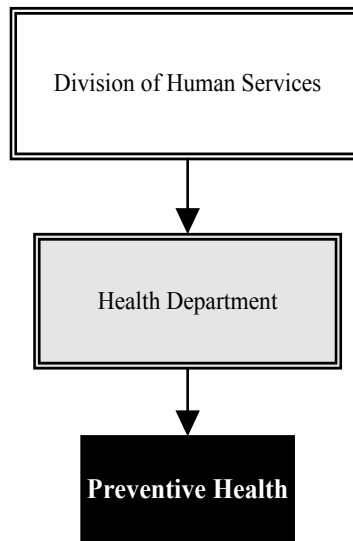 Division of Human Services
Health Department
Preventive Health